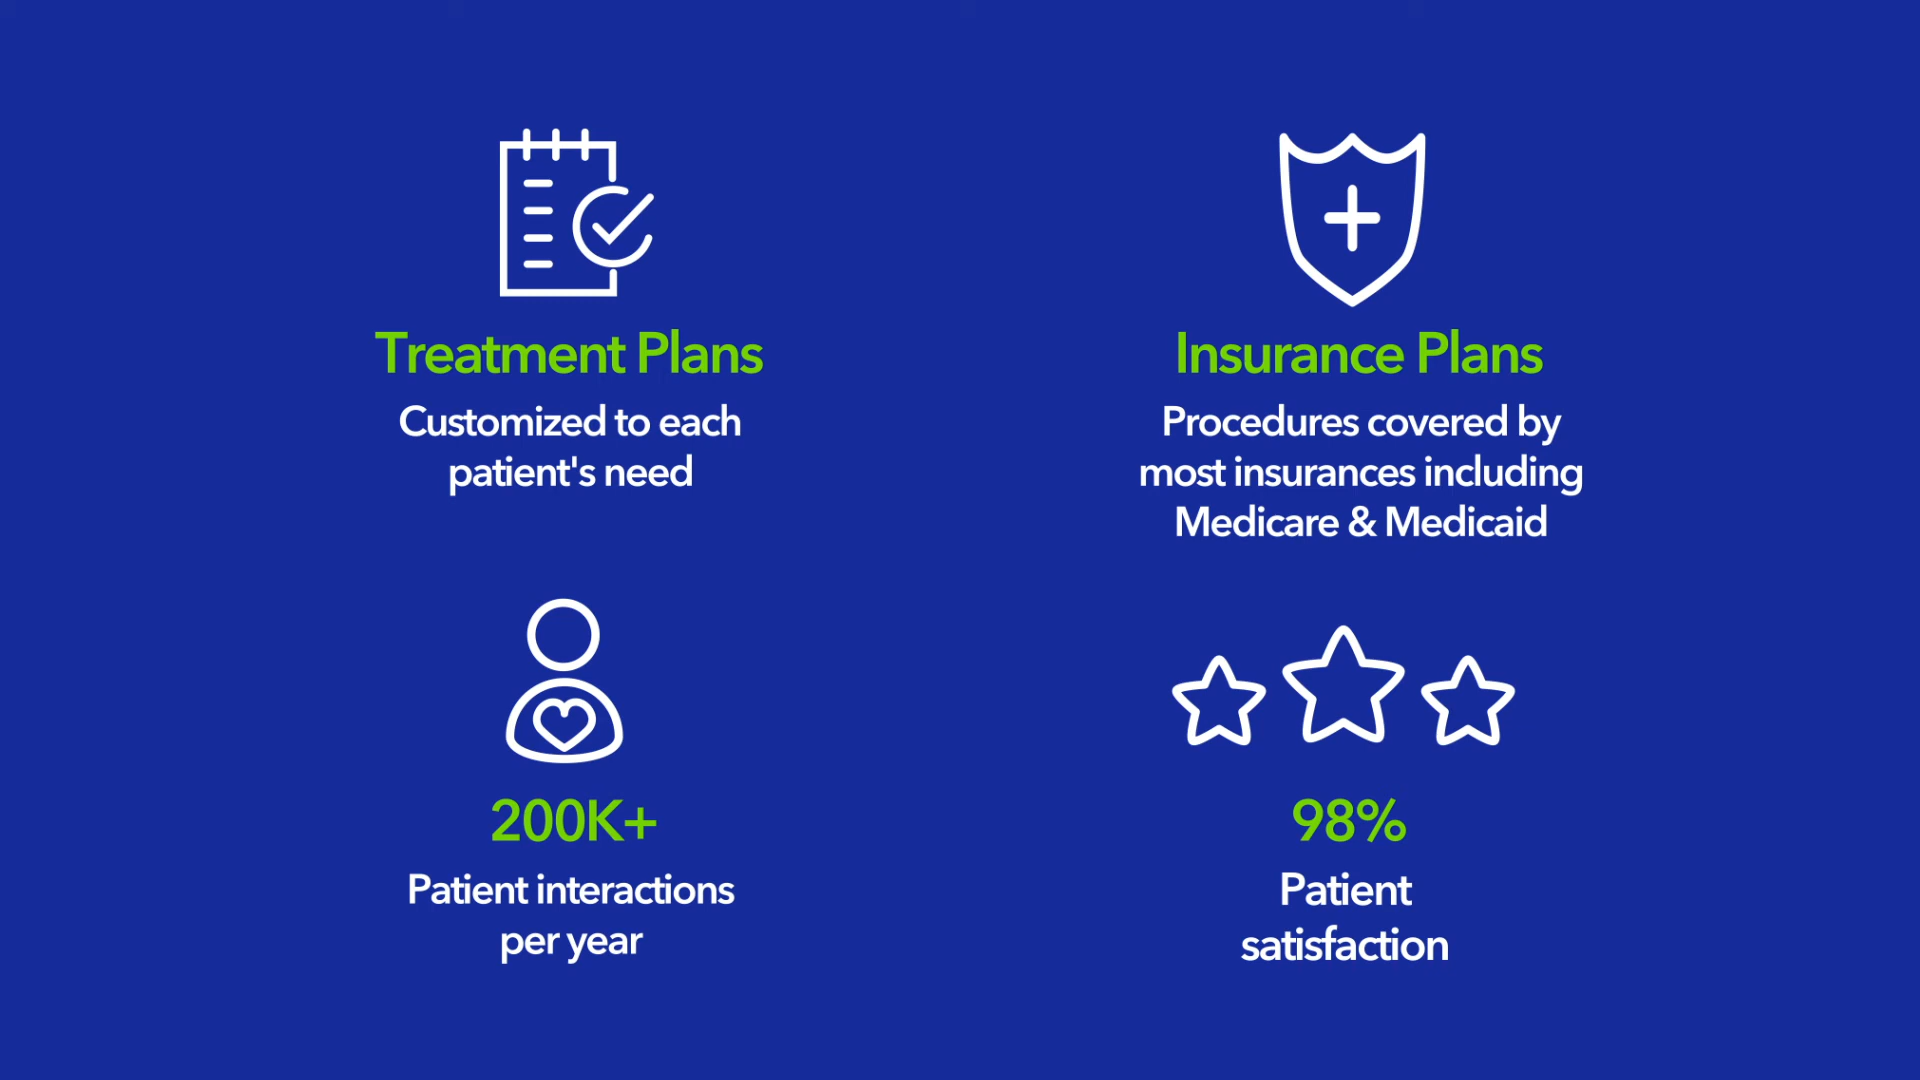 Treatment Plans
Customized to each
patient's need
Insurance Plans
Procedures covered by
most insurances including
Medicare & Medicaid
200K+
Patient interactions
per year
98%
Patient
satisfaction